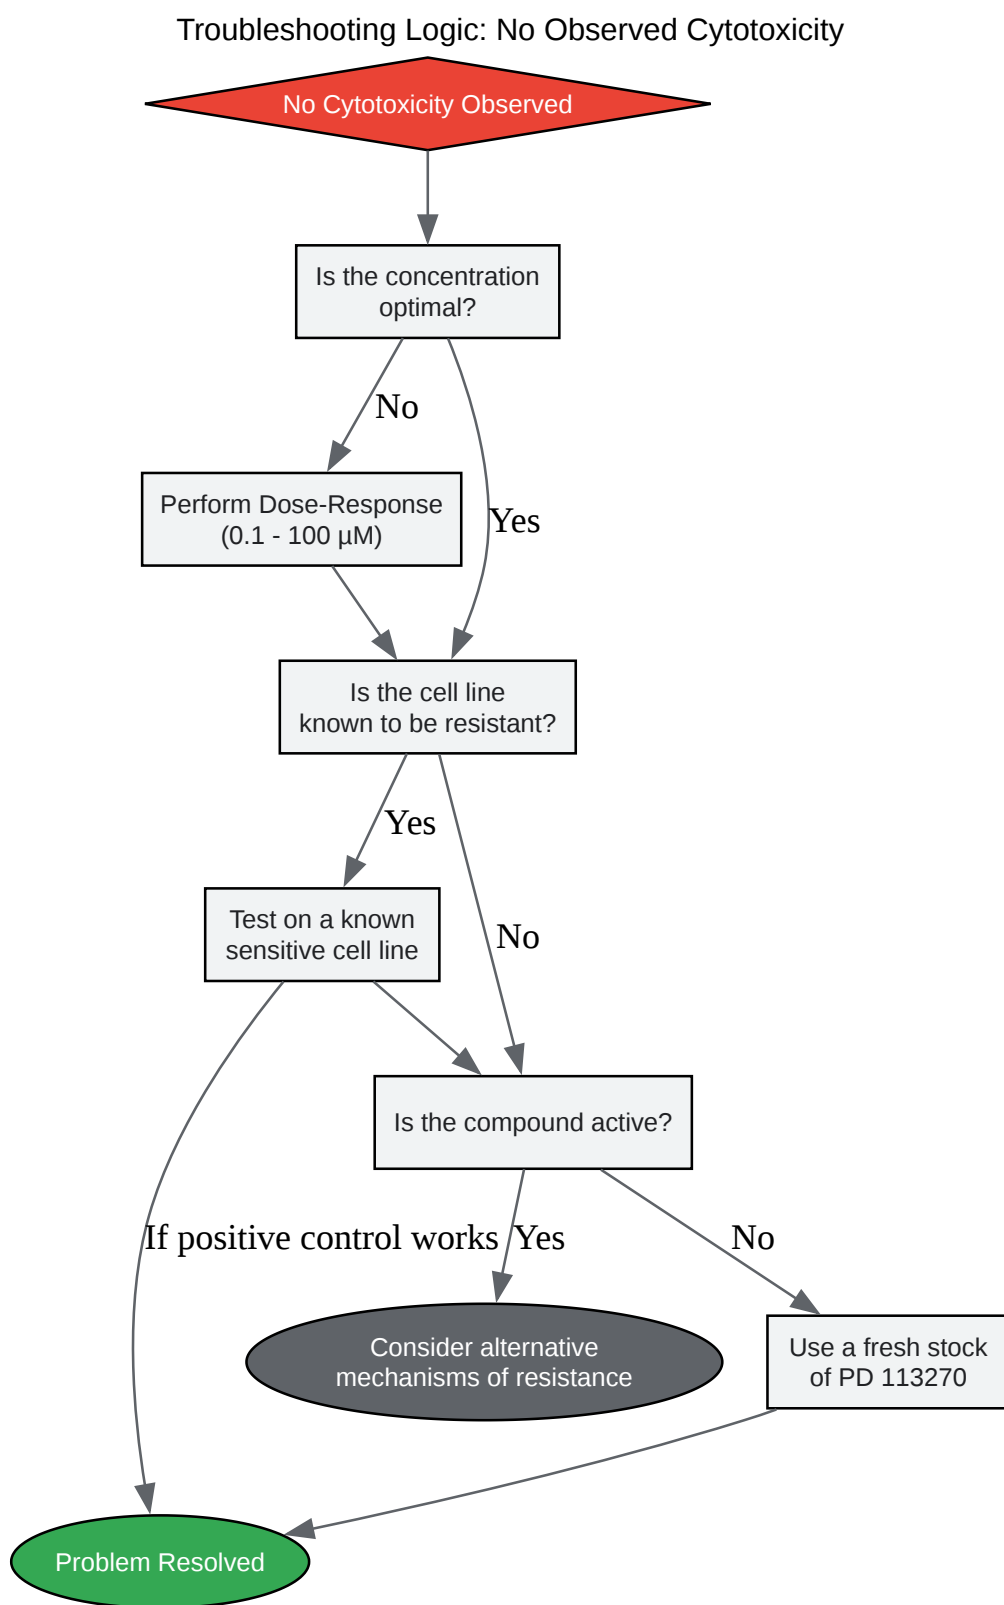 Troubleshooting Logic: No Observed Cytotoxicity
No Cytotoxicity Observed
Is the concentration
optimal?
No
Perform Dose-Response
(0.1 - 100 µM)
Yes
Is the cell line
known to be resistant?
Yes
Test on a known
sensitive cell line
No
Is the compound active?
If positive control works
Yes
No
Consider alternative
mechanisms of resistance
Use a fresh stock
of PD 113270
Problem Resolved